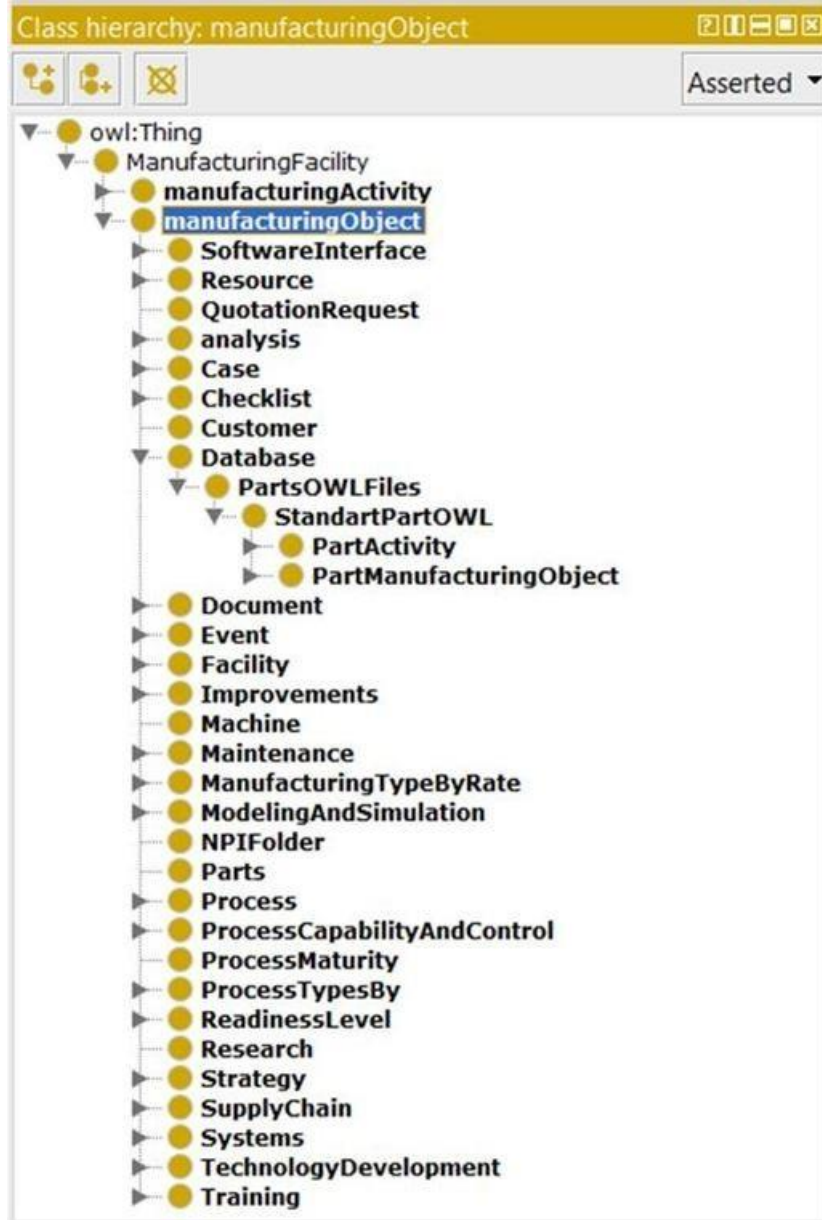 Class hierarchy: manufacturingObject
Asserted
owl:Thing
ManufacturingFacility
manufacturingActivity
manufacturingObject
SoftwareInterface
Resource
QuotationRequest
analysis
Case
Checklist
Customer
Database
PartsOWLFiles
StandartPartOWL
PartActivity
PartManufacturingObject
Document
Event
Facility
Improvements
Machine
Maintenance
ManufacturingTypeByRate
ModelingAndSimulation
NPIFolder
Parts
Process
ProcessCapabilityAndControl
ProcessMaturity
ProcessTypesBy
ReadinessLevel
Research
Strategy
SupplyChain
Systems
TechnologyDevelopment
Training